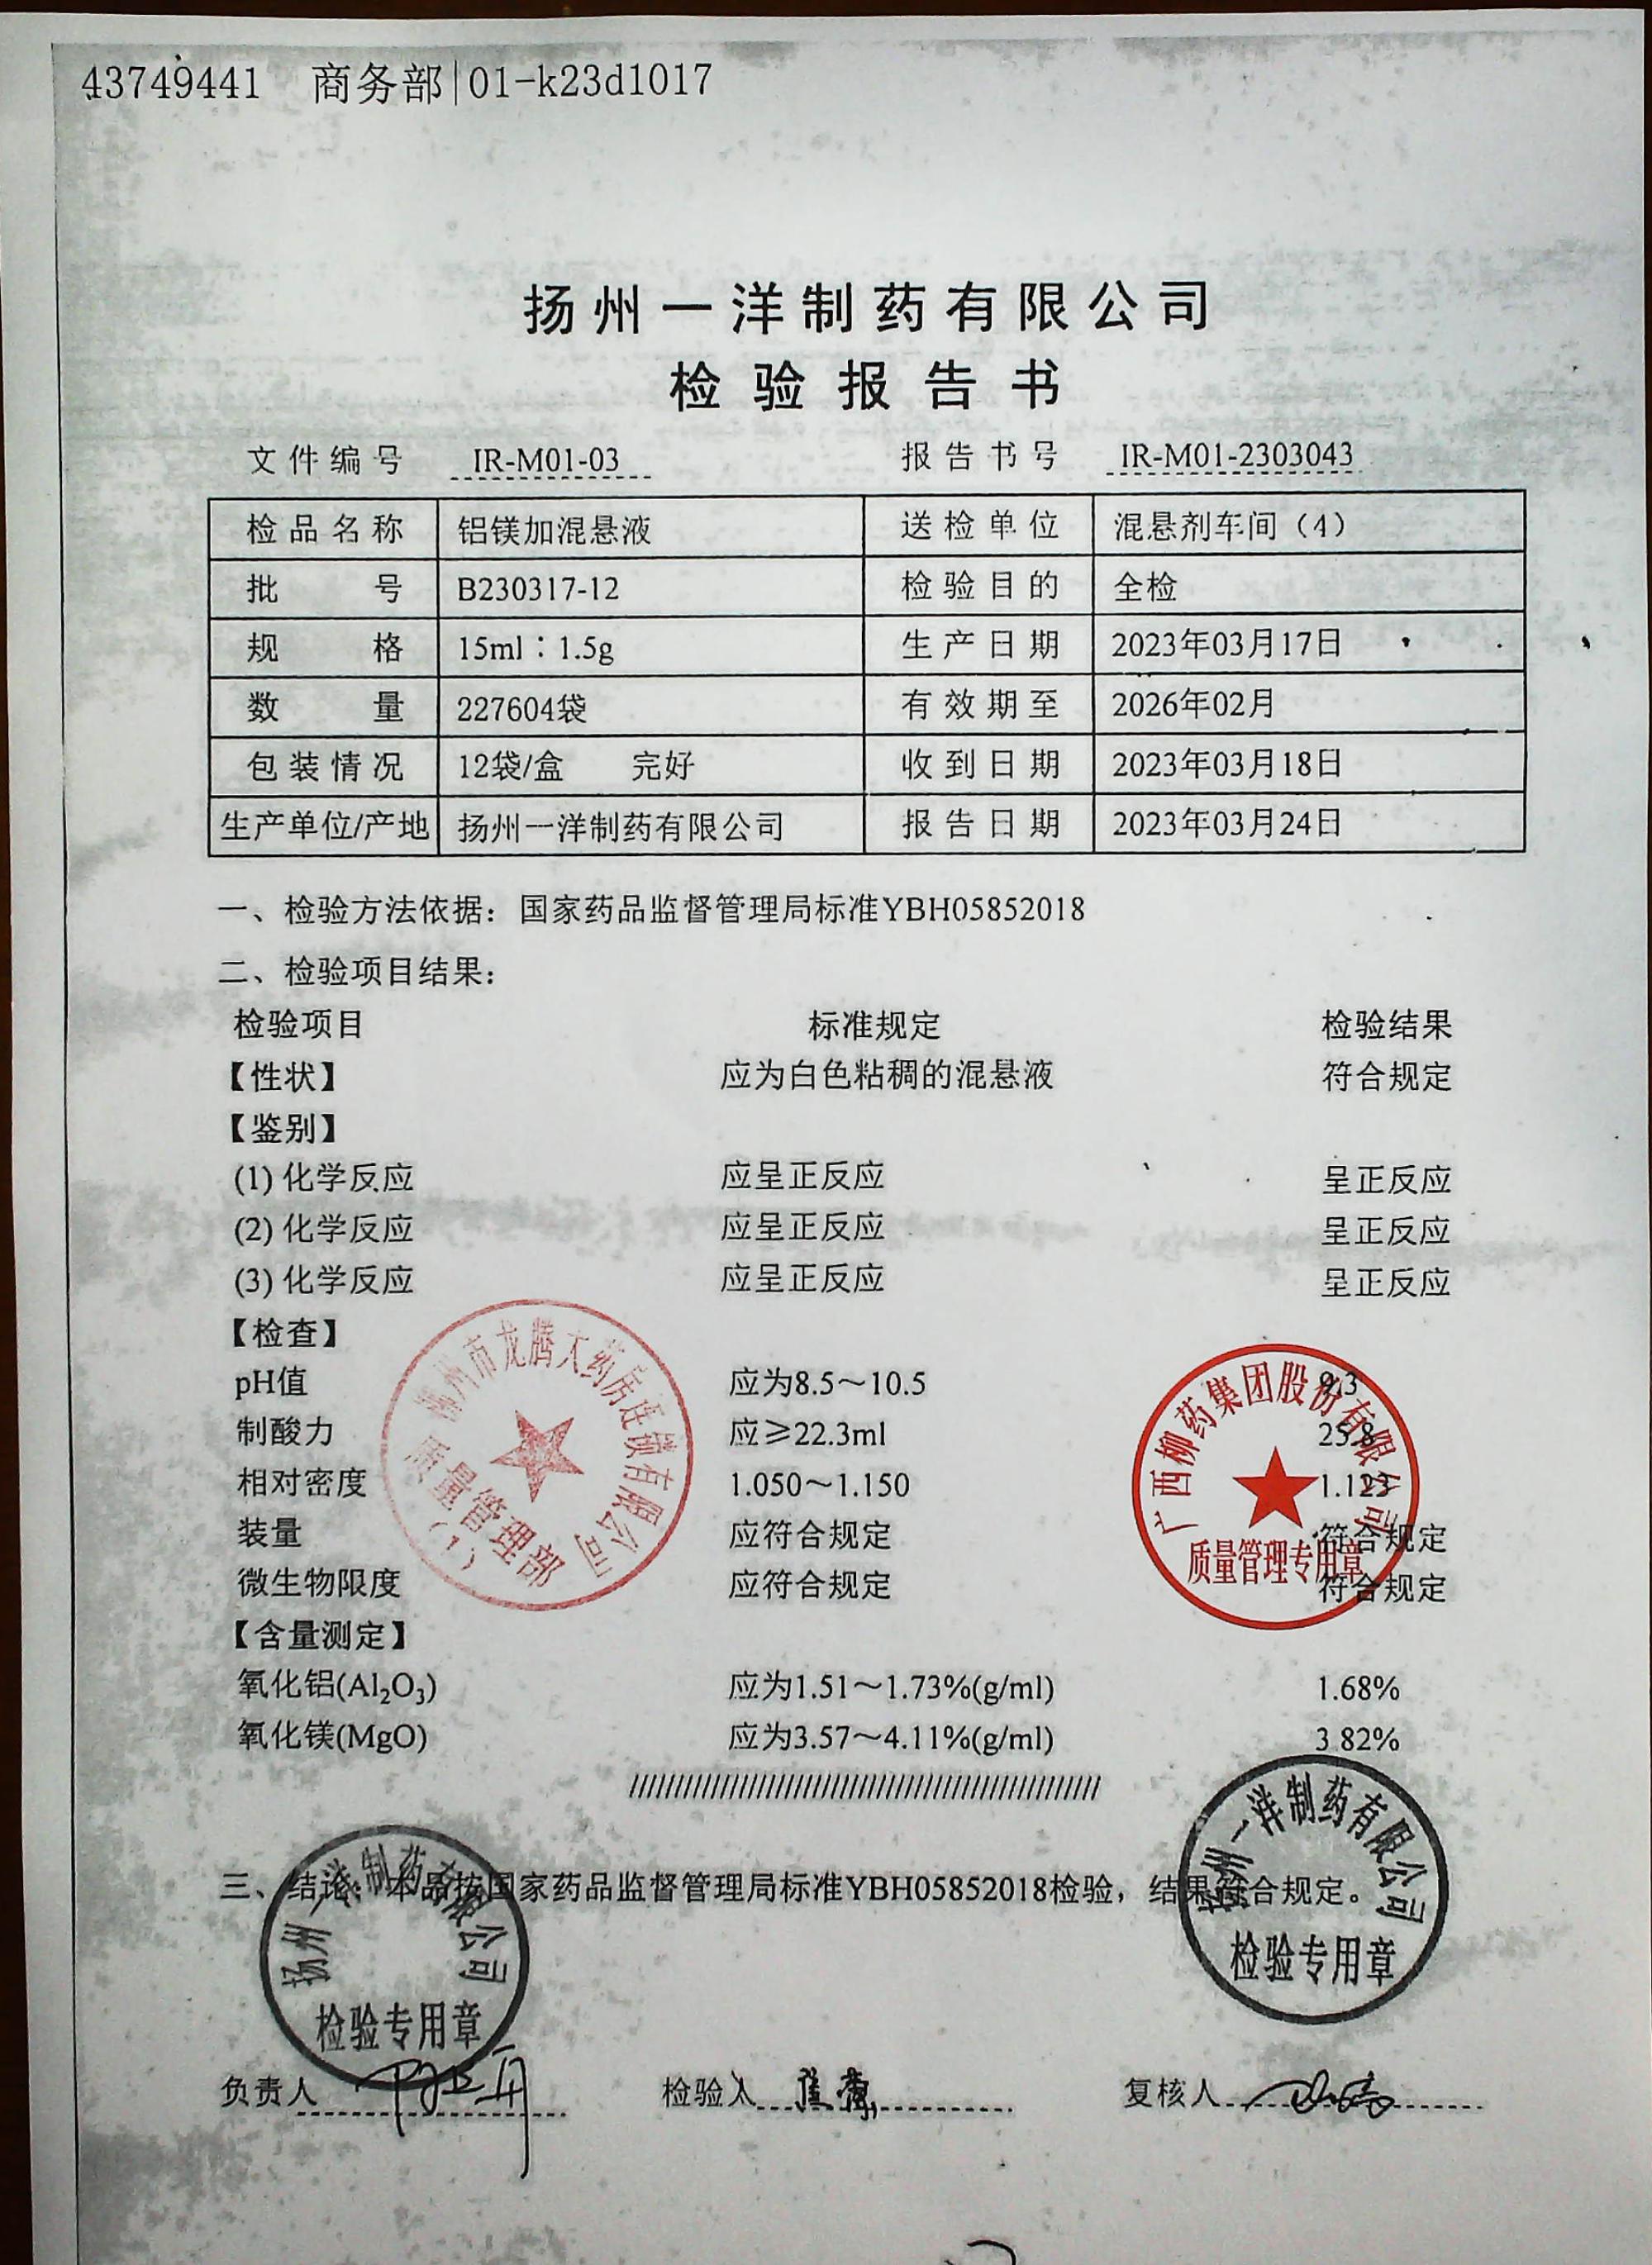 43749441 商务部|01-k23d1017
扬州一洋制药有限公司
检验报告书
文件编号 IR-M01-03 报告书号 IR-M01-2303043
检品名称 铝镁加混悬液 送检单位 混悬剂车间（4）
批号 B230317-12 检验目的 全检
规格 15ml：1.5g 生产日期 2023年03月17日
数量 227604袋 有效期至 2026年02月
包装情况 12袋/盒 完好 收到日期 2023年03月18日
生产单位/产地 扬州一洋制药有限公司 报告日期 2023年03月24日
一、检验方法依据：国家药品监督管理局标准YBH05852018
二、检验项目结果：
检验项目 标准规定 检验结果
【性状】 应为白色粘稠的混悬液 符合规定
【鉴别】
(1) 化学反应 应呈正反应 呈正反应
(2) 化学反应 应呈正反应 呈正反应
(3) 化学反应 应呈正反应 呈正反应
【检查】
pH值 应为8.5～10.5 9.3
制酸力 应≥22.3ml 25.8
相对密度 1.050～1.150 1.123
装量 应符合规定 符合规定
微生物限度 应符合规定 符合规定
【含量测定】
氧化铝(Al₂O₃) 应为1.51～1.73%(g/ml) 1.68%
氧化镁(MgO) 应为3.57～4.11%(g/ml) 3.82%
三、结论：本品按国家药品监督管理局标准YBH05852018检验，结果符合规定。
负责人 检验人 复核人
市龙腾大药房连锁有限公司
质量管理部
(1)
广西柳药集团股份有限公司
质量管理专用章
扬州一洋制药有限公司
检验专用章
扬州一洋制药有限公司
检验专用章